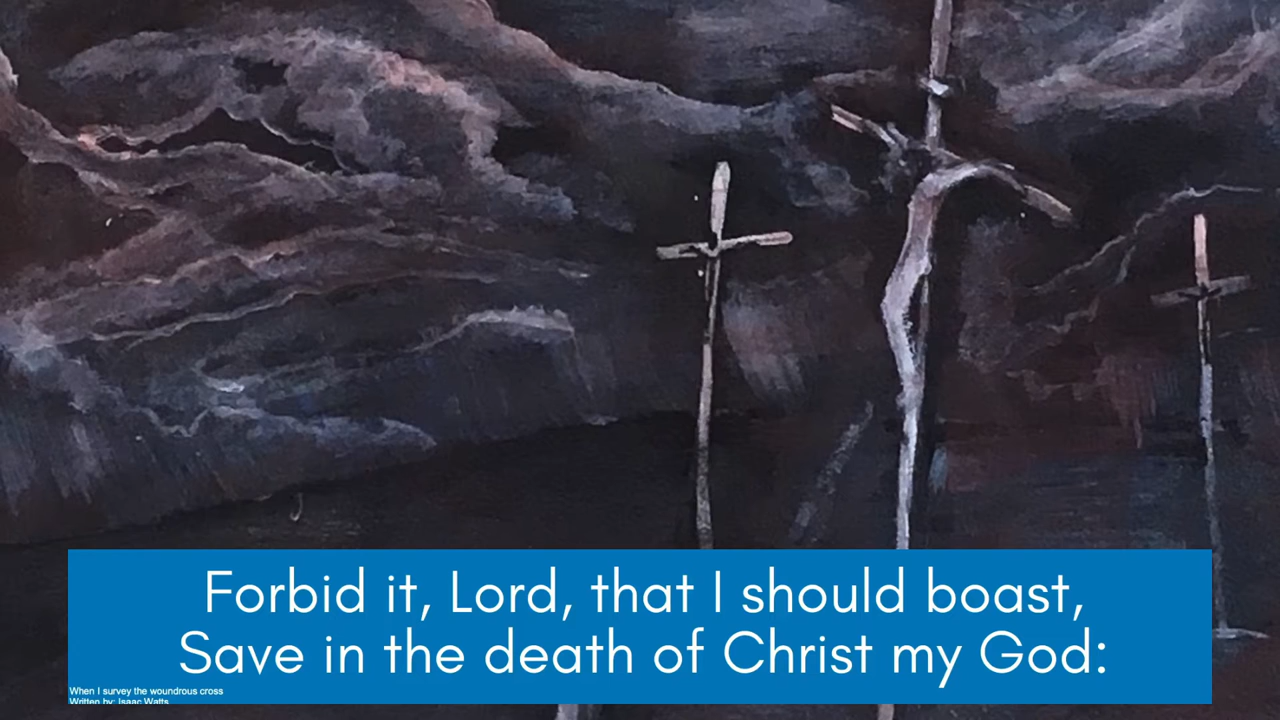 Forbid it, Lord, that I should boast,
Save in the death of Christ my God:
When I survey the woundrous cross
Written by: Isaac Watts